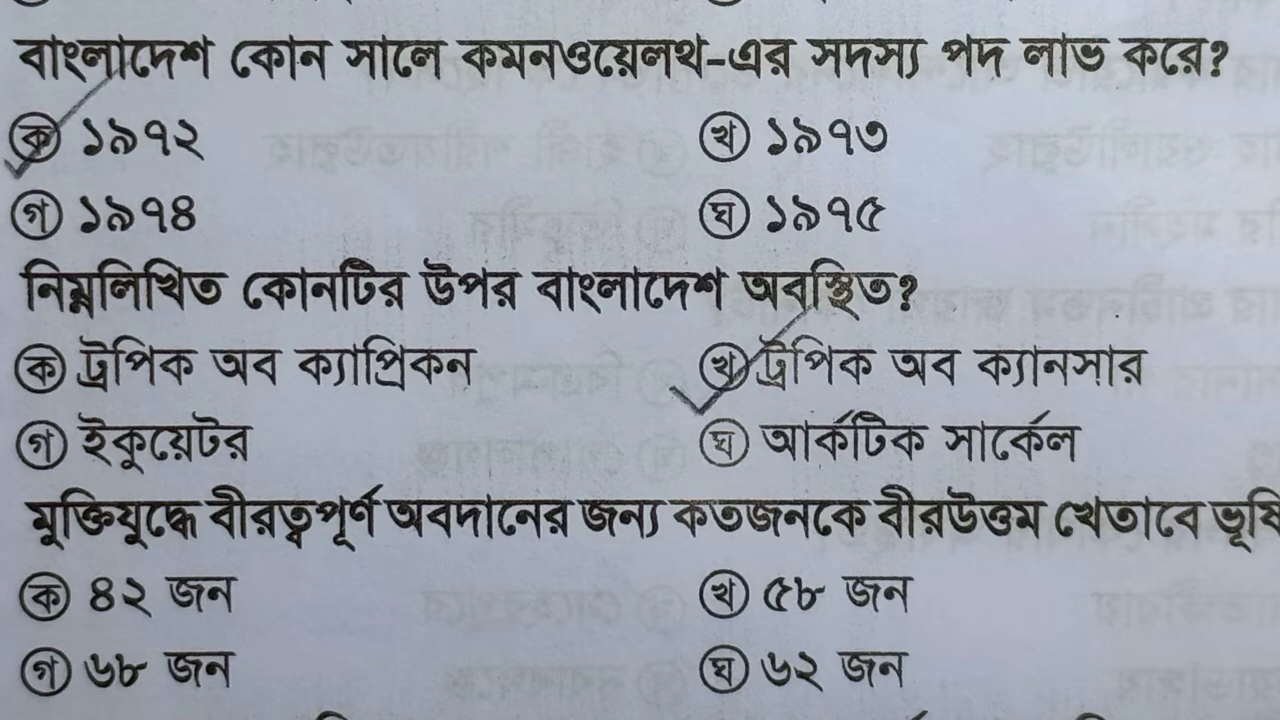 বাংলাদেশ কোন সালে কমনওয়েলথ-এর সদস্য পদ লাভ করে?
ক ১৯৭২ খ ১৯৭৩
গ ১৯৭৪ ঘ ১৯৭৫
নিম্নলিখিত কোনটির উপর বাংলাদেশ অবস্থিত?
ক ট্রপিক অব ক্যাপ্রিকন খ ট্রপিক অব ক্যানসার
গ ইকুয়েটর ঘ আর্কটিক সার্কেল
মুক্তিযুদ্ধে বীরত্বপূর্ণ অবদানের জন্য কতজনকে বীরউত্তম খেতাবে
ক ৪২ জন খ ৫৮ জন
গ ৬৮ জন ঘ ৬২ জন